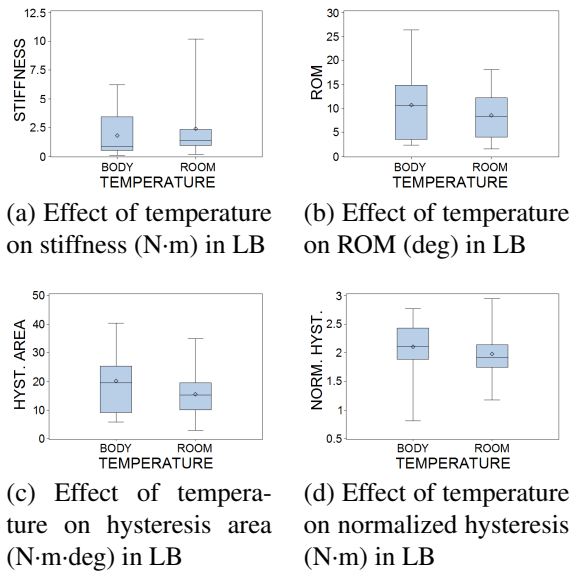 12.5
10.0
7.5
5.0
2.5
0
STIFFNESS
BODY ROOM
TEMPERATURE
30
25
20
15
10
5
0
ROM
BODY ROOM
TEMPERATURE
(a) Effect of temperature
on stiffness (N·m) in LB
(b) Effect of temperature
on ROM (deg) in LB
50
40
30
20
10
0
HYST. AREA
BODY ROOM
TEMPERATURE
3
2.5
2
1.5
1
0.5
NORM. HYST.
BODY ROOM
TEMPERATURE
(c) Effect of tempera-
ture on hysteresis area
(N·m·deg) in LB
(d) Effect of temperature
on normalized hysteresis
(N·m) in LB